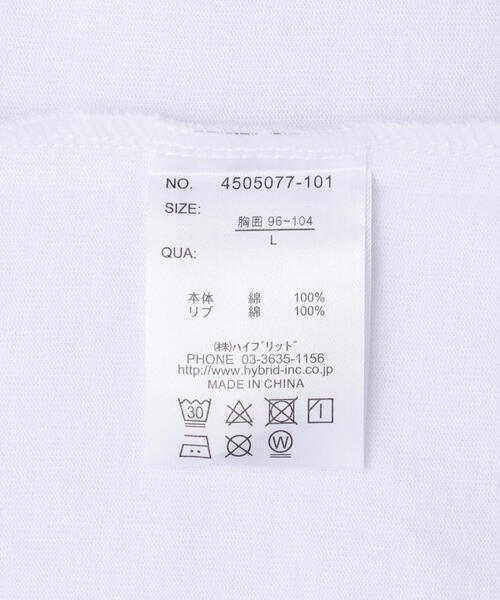 NO. 4505077-101
SIZE:
胸囲 96~104
L
QUA:
本体 綿 100%
リブ 綿 100%
㈱ﾊｲﾌﾞﾘｯﾄﾞ
PHONE 03-3635-1156
http://www.hybrid-inc.co.jp
MADE IN CHINA
30
W